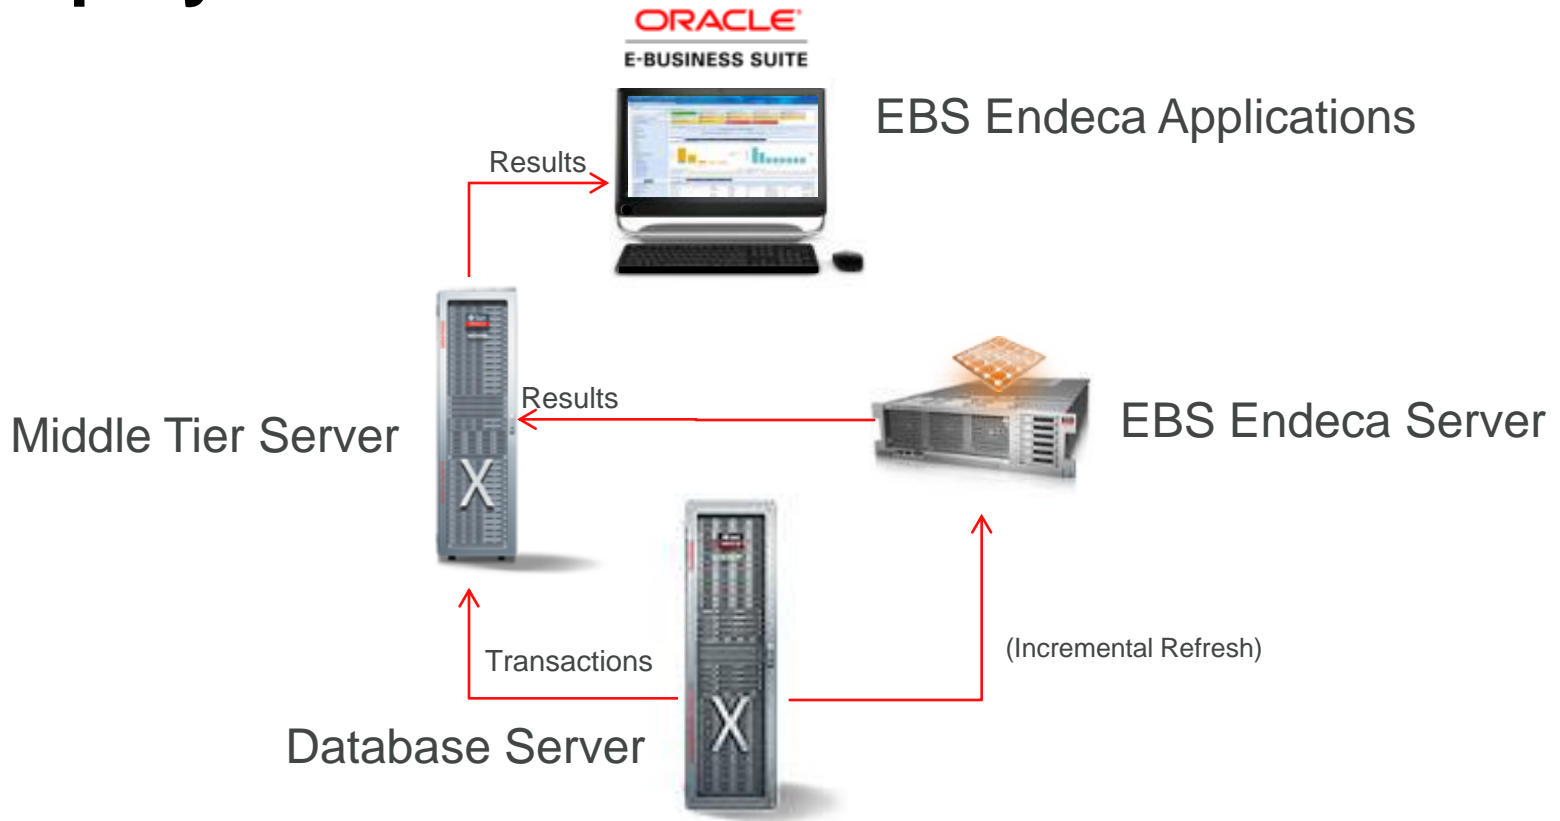 ORACLE
E-BUSINESS SUITE
EBS Endeca Applications
Results
Results
Middle Tier Server
EBS Endeca Server
X
Transactions
(Incremental Refresh)
X
Database Server